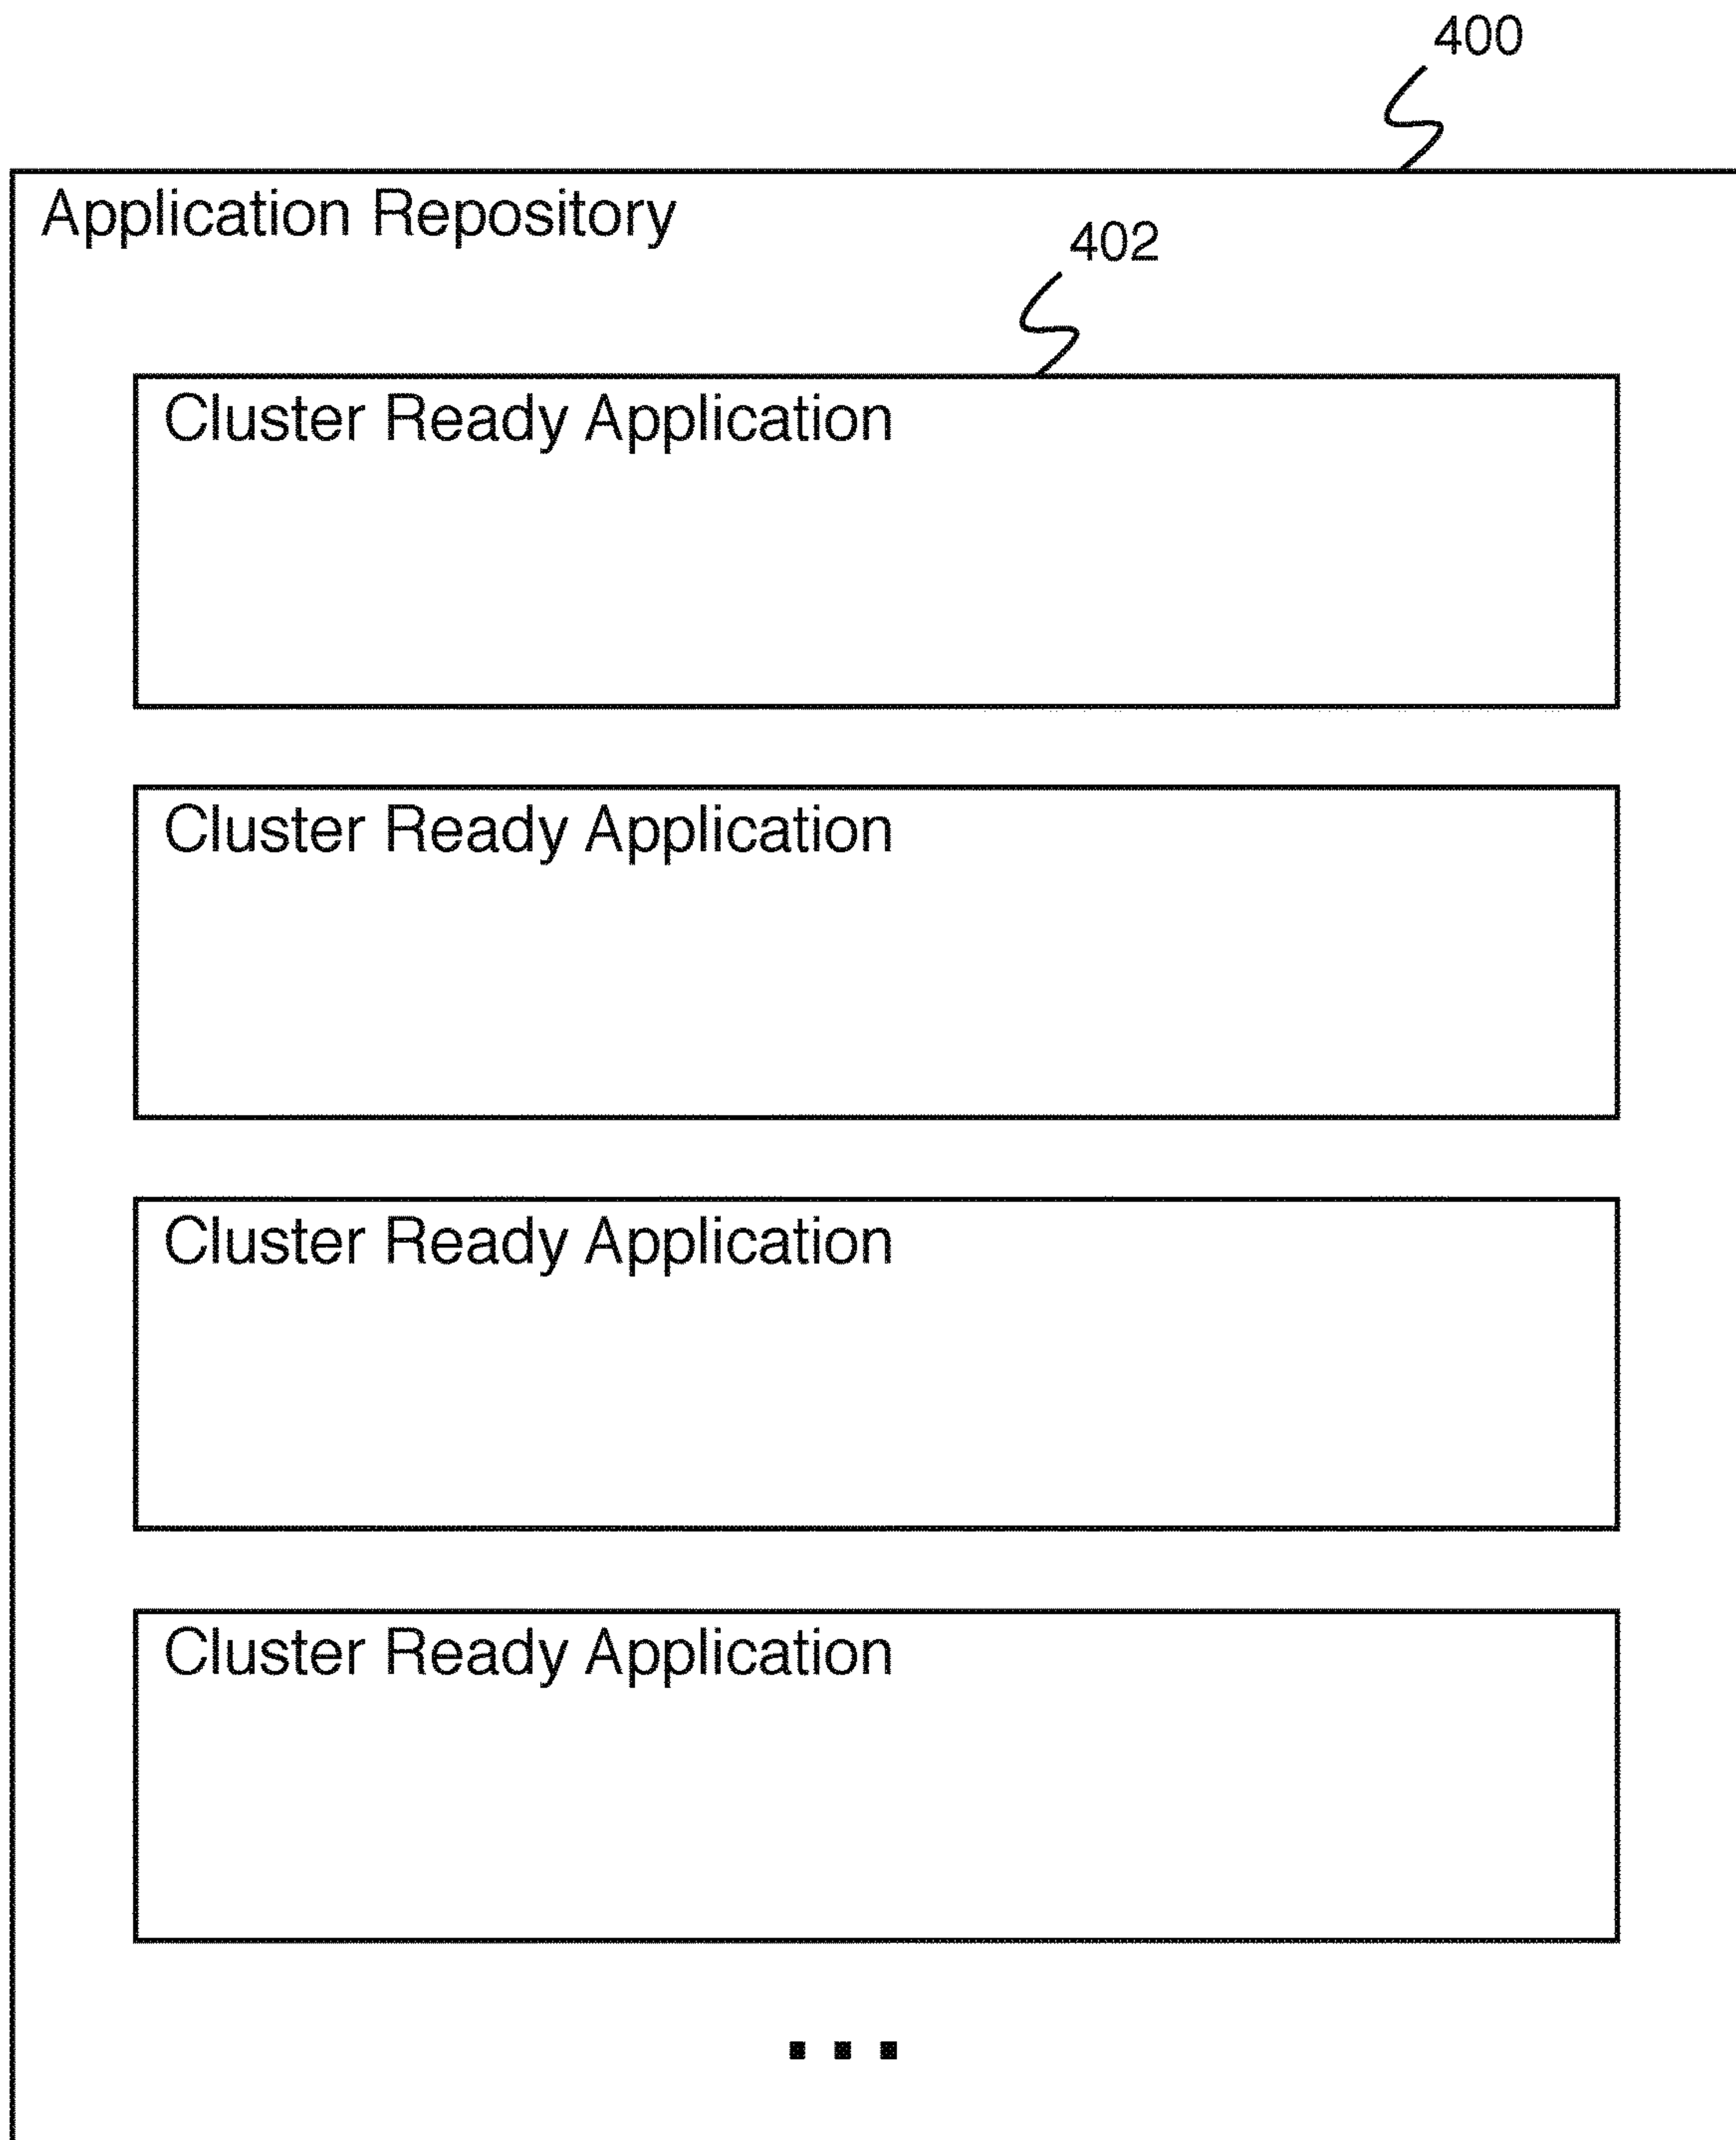 400
Application Repository
402
Cluster Ready Application
Cluster Ready Application
Cluster Ready Application
Cluster Ready Application
...